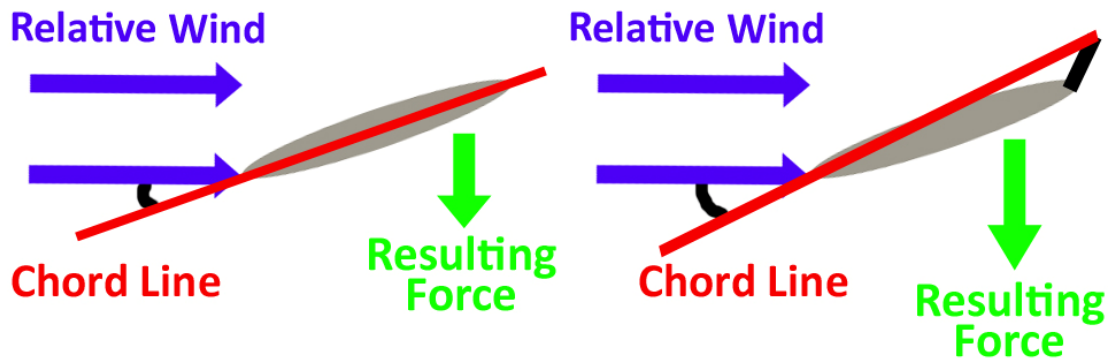 Relative Wind
Chord Line
Resulting
Force
Relative Wind
Chord Line
Resulting
Force